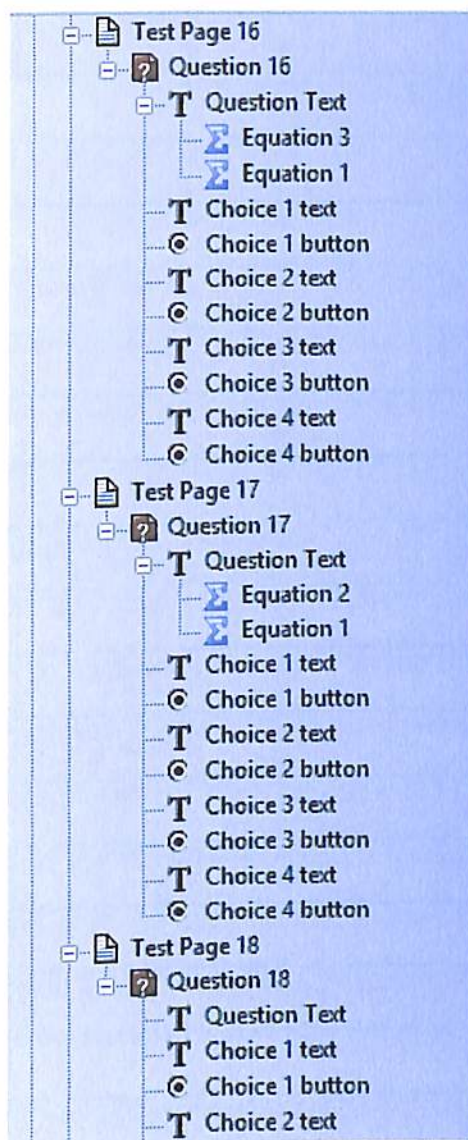 Test Page 16
Question 16
Question Text
Equation 3
Equation 1
Choice 1 text
Choice 1 button
Choice 2 text
Choice 2 button
Choice 3 text
Choice 3 button
Choice 4 text
Choice 4 button
Test Page 17
Question 17
Question Text
Equation 2
Equation 1
Choice 1 text
Choice 1 button
Choice 2 text
Choice 2 button
Choice 3 text
Choice 3 button
Choice 4 text
Choice 4 button
Test Page 18
Question 18
Question Text
Choice 1 text
Choice 1 button
Choice 2 text